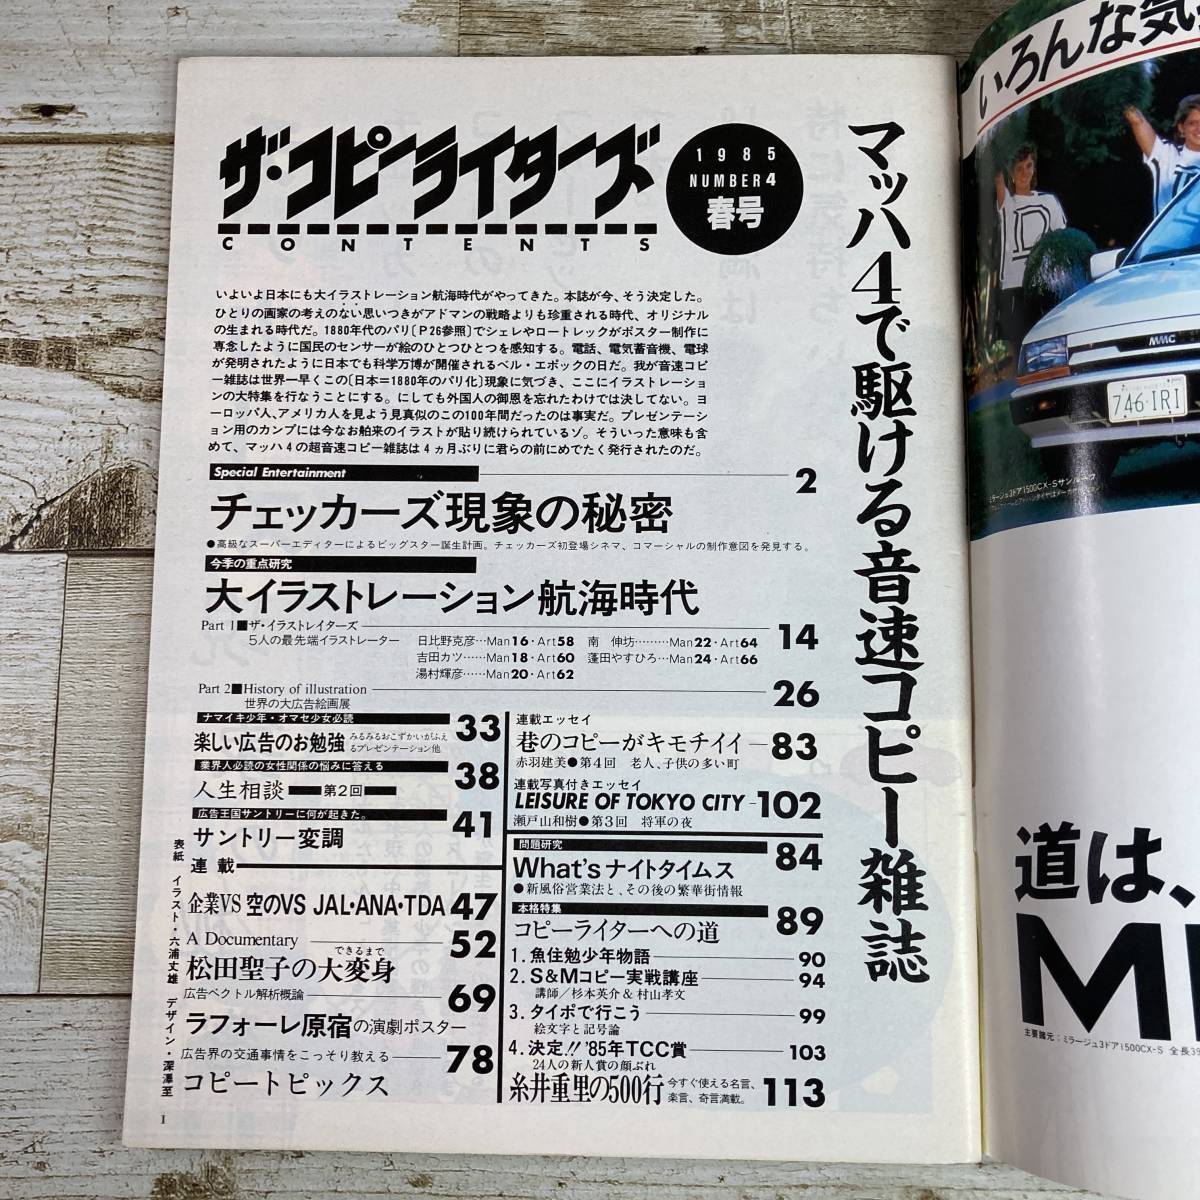 ザ・コピーライターズ
CONTENTS
1985
NUMBER4
春号
マッハ4で駆ける音速コピー雑誌
いよいよ日本にも大イラストレーション航海時代がやってきた。本誌が今、そう決定した。
ひとりの画家の考えのない思いつきがアドマンの戦略よりも珍重される時代、オリジナル
の生まれる時代だ。1880年代のパリ〔P26参照〕でシェレやロートレックがポスター制作に
専念したように国民のセンサーが絵のひとつひとつを感知する。電話、電気蓄音機、電球
が発明されたように日本でも科学万博が開催されるベル・エポックの日だ。我が音速コピ
ー雑誌は世界一早くこの〔日本＝1880年のパリ化〕現象に気づき、ここにイラストレーショ
ンの大特集を行なうことにする。にしても外国人の御恩を忘れたわけでは決してない。ヨ
ーロッパ人、アメリカ人を見よう見真似のこの100年間だったのは事実だ。プレゼンテーシ
ョン用のカンプには今なお舶来のイラストが貼り続けられているゾ。そういった意味も含
めて、マッハ4の超音速コピー雑誌は4ヵ月ぶりに君らの前にめでたく発行されたのだ。
Special Entertainment
2
チェッカーズ現象の秘密
●高級なスーパーエディターによるビッグスター誕生計画。チェッカーズ初登場シネマ、コマーシャルの制作意図を発見する。
今季の重点研究
大イラストレーション航海時代
Part 1■ザ・イラストレイターズ
14
5人の最先端イラストレーター
日比野克彦…Man16・Art58 南 伸坊………Man22・Art64
吉田カツ……Man18・Art60 蓬田やすひろ…Man24・Art66
湯村輝彦……Man20・Art62
Part 2■History of illustration
26
世界の大広告絵画展
ナマイキ少年・オマセ少女必読
33
楽しい広告のお勉強 みるみるおこずかいがふえ
るプレゼンテーション他
業界人必読の女性関係の悩みに答える
38
人生相談 第2回
広告王国サントリーに何が起きた。
41
サントリー変調
連載
企業VS 空のVS JAL・ANA・TDA 47
A Documentary
52
できるまで
松田聖子の大変身
広告ベクトル解析概論
69
ラフォーレ原宿の演劇ポスター
広告界の交通事情をこっそり教える
78
コピートピックス
連載エッセイ
巷のコピーがキモチイイ 83
赤羽建美●第4回 老人、子供の多い町
連載写真付きエッセイ
LEISURE OF TOKYO CITY 102
瀬戸山和樹●第3回 将軍の夜
問題研究
What'sナイトタイムス 84
●新風俗営業法と、その後の繁華街情報
本格特集
89
コピーライターへの道
1. 魚住勉少年物語 90
2. S&Mコピー実戦講座 94
講師／杉本英介＆村山孝文
3. タイポで行こう 99
絵文字と記号論
4. 決定!!'85年TCC賞 103
24人の新人賞の顔ぶれ
糸井重里の500行 今すぐ使える名言、
楽言、奇言満載。
113
表紙 イラスト・六浦丈雄 デザイン・深澤至
1
いろんな気
MMC
746·IRI
ミラージュ3ドア1500CX-Sサンルーフ
道は、
主要諸元：ミラージュ3ドア1500CX-S 全長39